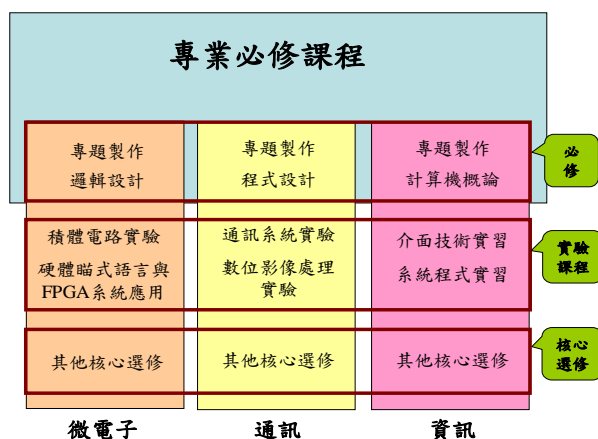 專業必修課程
專題製作
邏輯設計
專題製作
程式設計
專題製作
計算機概論
必
修
積體電路實驗
硬體瞄式語言與
FPGA系統應用
通訊系統實驗
數位影像處理
實驗
介面技術實習
系統程式實習
實驗
課程
其他核心選修
其他核心選修
其他核心選修
核心
選修
微電子
通訊
資訊